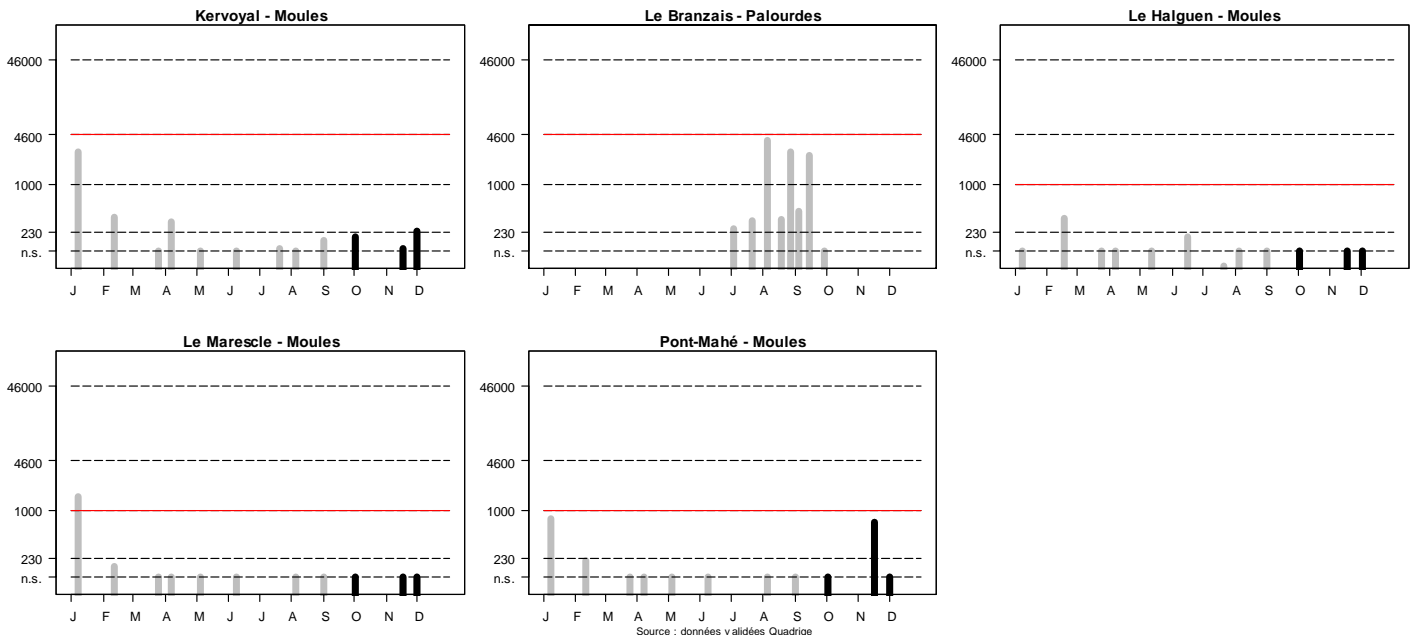 Kervoyal - Moules
46000
4600
1000
230
n.s.
J F M A M J J A S O N D
Le Branzais - Palourdes
46000
4600
1000
230
n.s.
J F M A M J J A S O N D
Le Halguen - Moules
46000
4600
1000
230
n.s.
J F M A M J J A S O N D
Le Marescle - Moules
46000
4600
1000
230
n.s.
J F M A M J J A S O N D
Pont-Mahé - Moules
46000
4600
1000
230
n.s.
J F M A M J J A S O N D
Source : données validées Quadrige